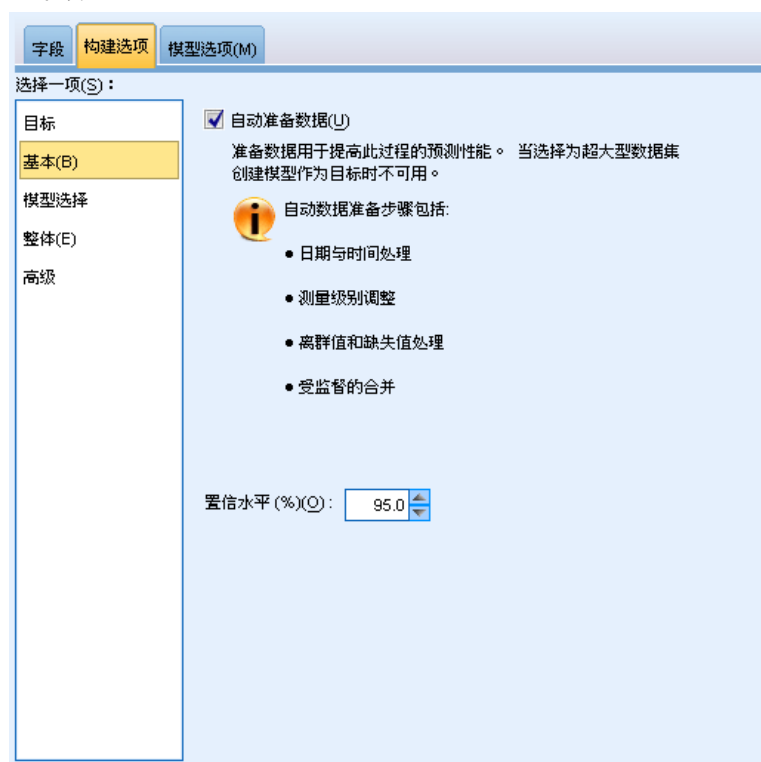 字段 构建选项 模型选项(M)
选择一项(S)：
目标
基本(B)
模型选择
整体(E)
高级
自动准备数据(U)
准备数据用于提高此过程的预测性能。 当选择为超大型数据集
创建模型作为目标时不可用。
自动数据准备步骤包括:
● 日期与时间处理
● 测量级别调整
● 离群值和缺失值处理
● 受监督的合并
置信水平 (%)(O)： 95.0